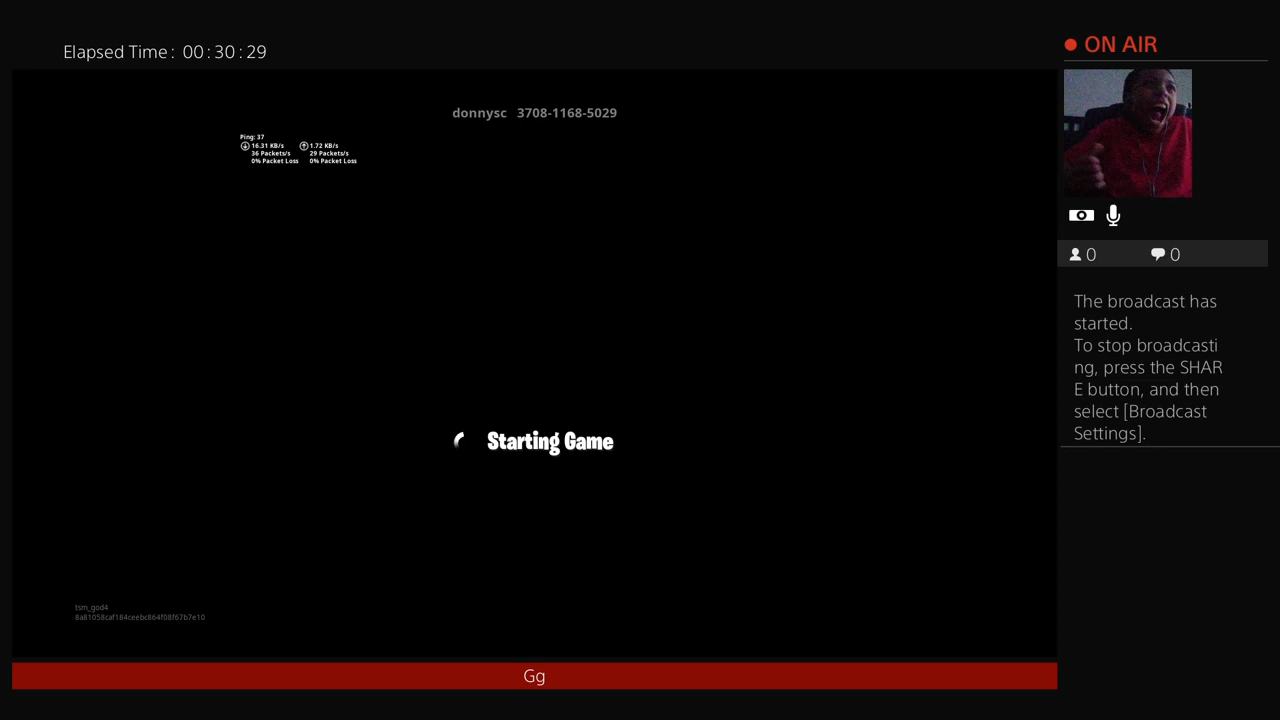 Elapsed Time: 00:30:29
ON AIR
donnysc 3708-1168-5029
Ping: 37
16.31 KB/s 1.72 KB/s
36 Packets/s 29 Packets/s
0% Packet Loss 0% Packet Loss
0 0
The broadcast has
started.
To stop broadcasti
ng, press the SHAR
E button, and then
select [Broadcast
Settings].
Starting Game
tsm_god4
8a81058caf184ceebc864f08f67b7e10
Gg